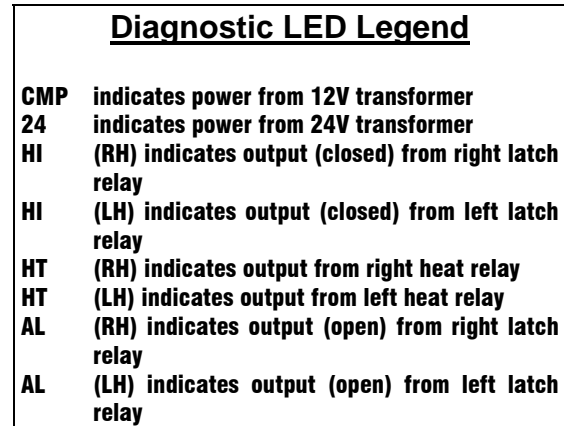 Diagnostic LED Legend
CMP indicates power from 12V transformer
24 indicates power from 24V transformer
HI (RH) indicates output (closed) from right latch
relay
HI (LH) indicates output (closed) from left latch
relay
HT (RH) indicates output from right heat relay
HT (LH) indicates output from left heat relay
AL (RH) indicates output (open) from right latch
relay
AL (LH) indicates output (open) from left latch
relay